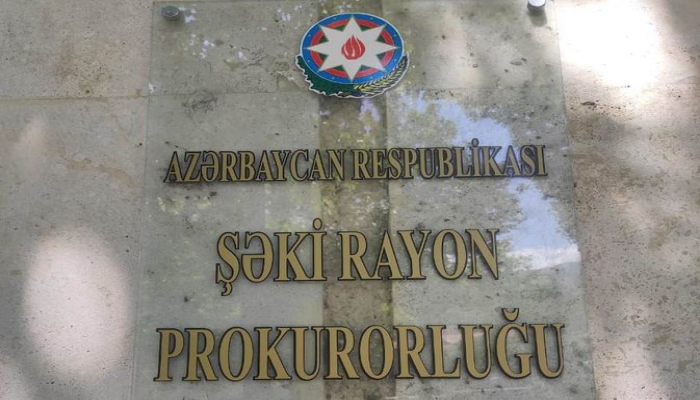 AZƏRBAYCAN RESPUBLİKASI
ŞƏKİ RAYON
PROKURORLUĞU